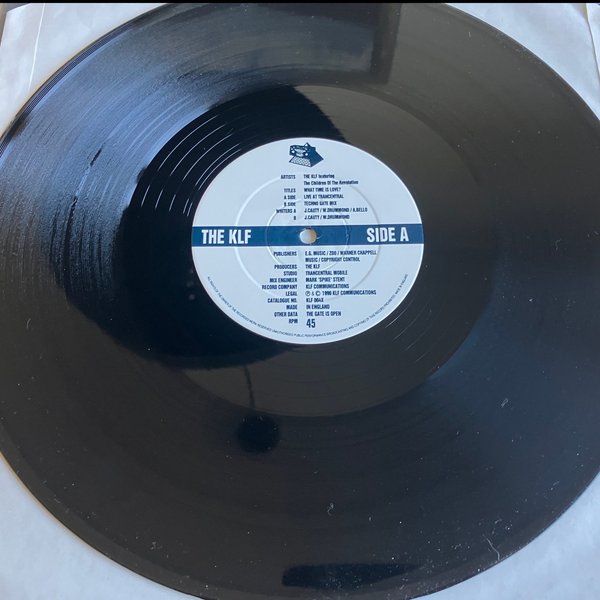 ARTISTS THE KLF featuring
The Children Of The Revolution
TITLES WHAT TIME IS LOVE?
A SIDE LIVE AT TRANCENTRAL
B SIDE TECHNO GATE MIX
WRITERS A J.CAUTY / W.DRUMMOND / A.BELLO
B J.CAUTY / W.DRUMMOND
THE KLF SIDE A
PUBLISHERS E.G. MUSIC / ZOO / WARNER CHAPPELL
MUSIC / COPYRIGHT CONTROL
PRODUCERS THE KLF
STUDIO TRANCENTRAL MOBILE
MIX ENGINEER MARK 'SPIKE' STENT
RECORD COMPANY KLF COMMUNICATIONS
LEGAL ℗ & © 1990 KLF COMMUNICATIONS
CATALOGUE NO. KLF 004X
MADE IN ENGLAND
OTHER DATA THE GATE IS OPEN
RPM 45